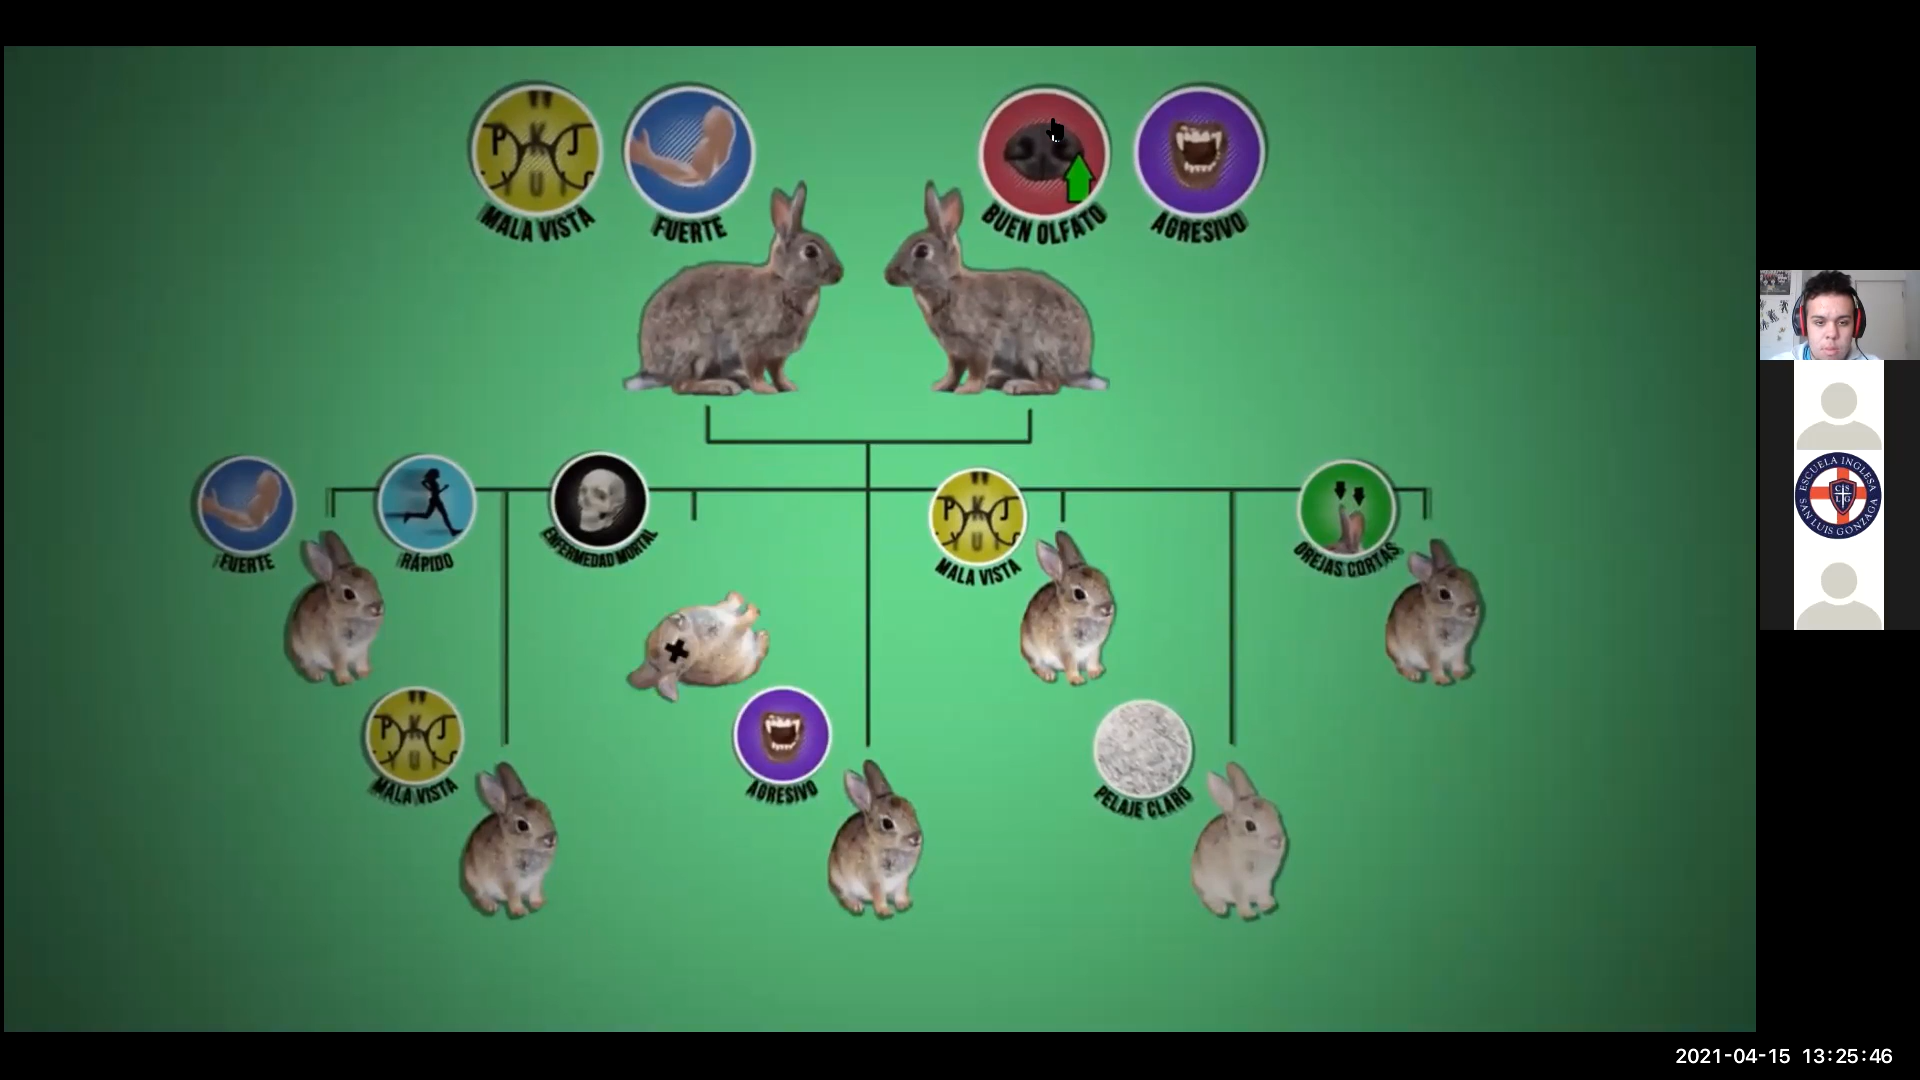 MALA VISTA
FUERTE
BUEN OLFATO
AGRESIVO
FUERTE
RÁPIDO
ENFERMEDAD MORTAL
MALA VISTA
OREJAS CORTAS
MALA VISTA
AGRESIVO
PELAJE CLARO
ESCUELA INGLESA
SAN LUIS GONZAGA
2021-04-15 13:25:46